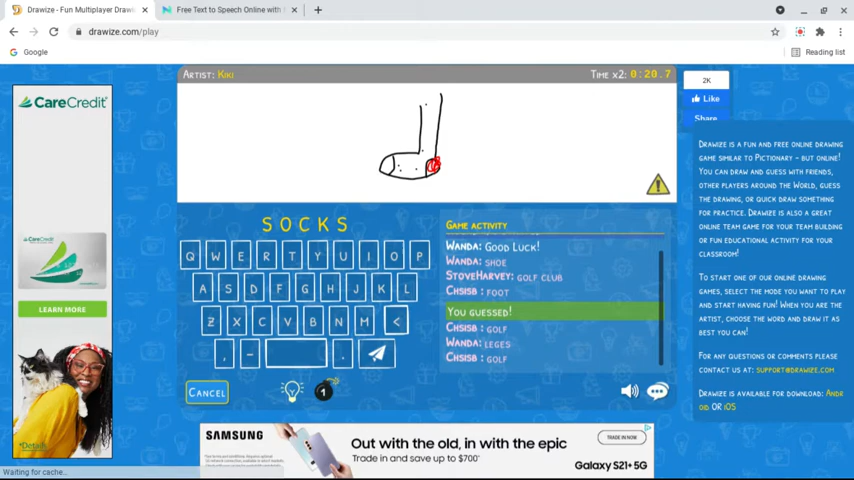 Drawize - Fun Multiplayer Drawi
Free Text to Speech Online with
drawize.com/play
Google
Reading list
ARTIST: KIKI
TIME X2: 0:20.7
2K
Like
Share
CareCredit®
LEARN MORE
*Details
SOCKS
Q W E R T Y U I O P
A S D F G H J K L
Z X C V B N M <
, - .
CANCEL
1
GAME ACTIVITY
WANDA: GOOD LUCK!
WANDA: SHOE
STOVEHARVEY: GOLF CLUB
CHSISB : FOOT
YOU GUESSED!
CHSISB : GOLF
WANDA: LEGES
CHSISB : GOLF
DRAWIZE IS A FUN AND FREE ONLINE DRAWING
GAME SIMILAR TO PICTIONARY - BUT ONLINE!
YOU CAN DRAW AND GUESS WITH FRIENDS,
OTHER PLAYERS AROUND THE WORLD, GUESS
THE DRAWING, OR QUICK DRAW SOMETHING
FOR PRACTICE. DRAWIZE IS ALSO A GREAT
ONLINE TEAM GAME FOR YOUR TEAM BUILDING
OR FUN EDUCATIONAL ACTIVITY FOR YOUR
CLASSROOM!
TO START ONE OF OUR ONLINE DRAWING
GAMES, SELECT THE MODE YOU WANT TO PLAY
AND START HAVING FUN! WHEN YOU ARE THE
ARTIST, CHOOSE THE WORD AND DRAW IT AS
BEST YOU CAN!
FOR ANY QUESTIONS OR COMMENTS PLEASE
CONTACT US AT: SUPPORT@DRAWIZE.COM
DRAWIZE IS AVAILABLE FOR DOWNLOAD: ANDR
OID OR IOS
SAMSUNG
Out with the old, in with the epic
Trade in and save up to $700*
TRADE IN NOW
Galaxy S21+ 5G
Waiting for cache...